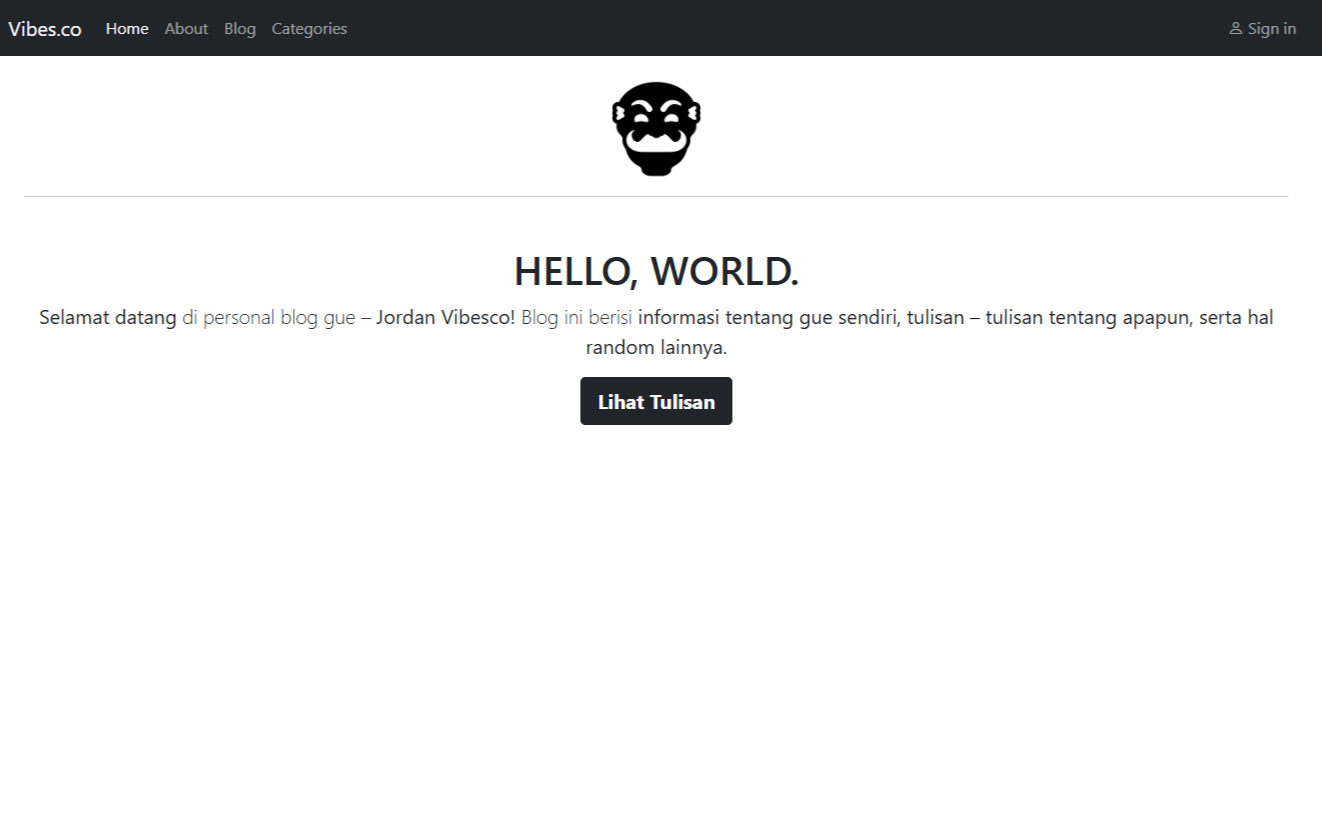 Vibes.co Home About Blog Categories Sign in
HELLO, WORLD.
Selamat datang di personal blog gue – Jordan Vibesco! Blog ini berisi informasi tentang gue sendiri, tulisan – tulisan tentang apapun, serta hal
random lainnya.
Lihat Tulisan